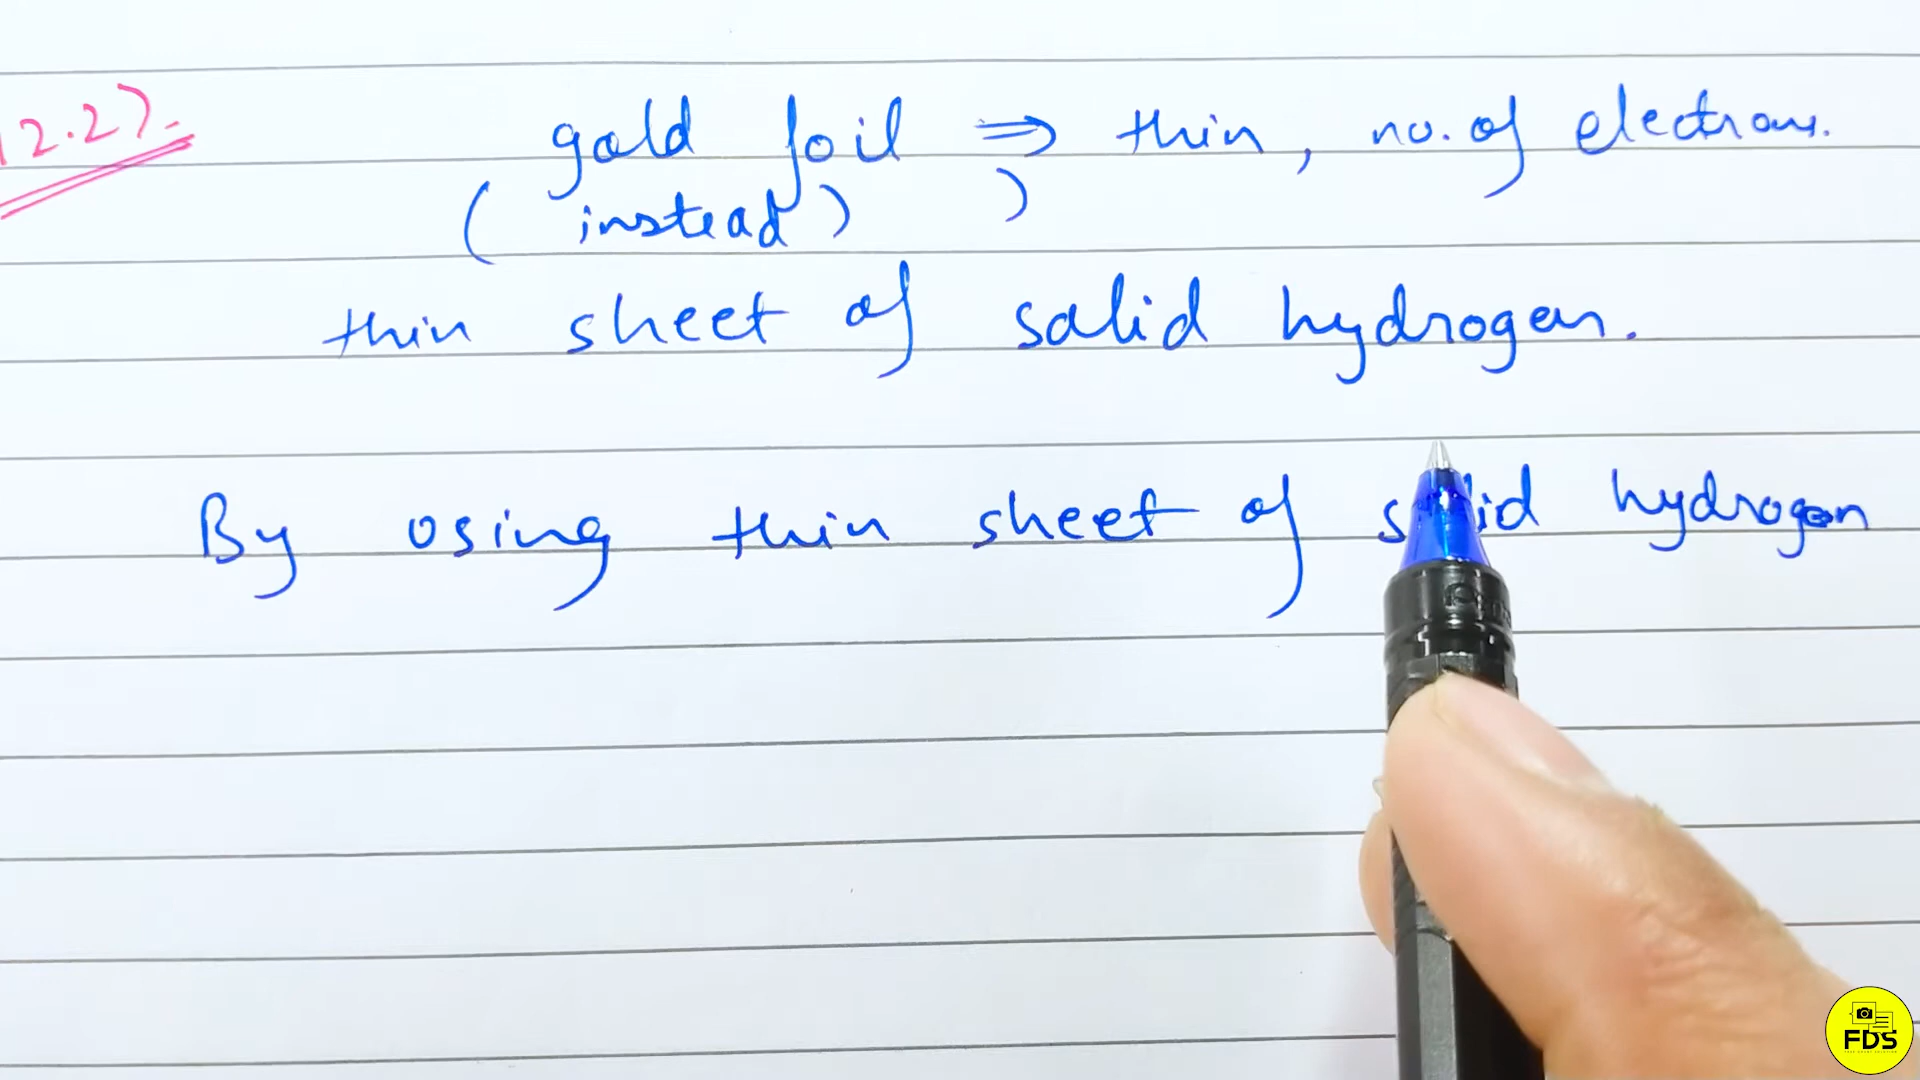 12.2).
gold foil ⇒ thin, no. of electrons.
( instead) )
thin sheet of solid hydrogen.
By using thin sheet of solid hydrogen
FDS